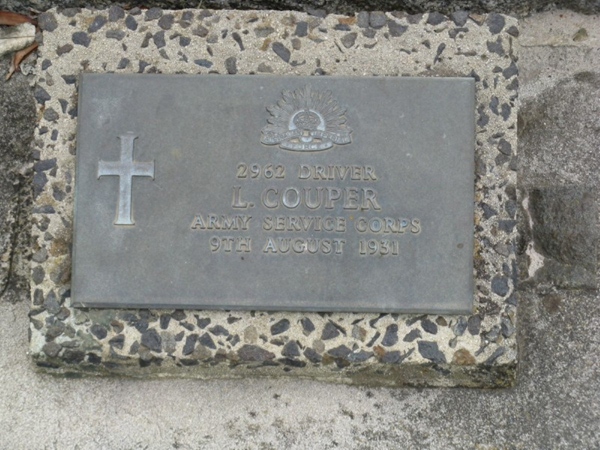 2962 DRIVER
L. COUPER
ARMY SERVICE CORPS
9TH AUGUST 1931